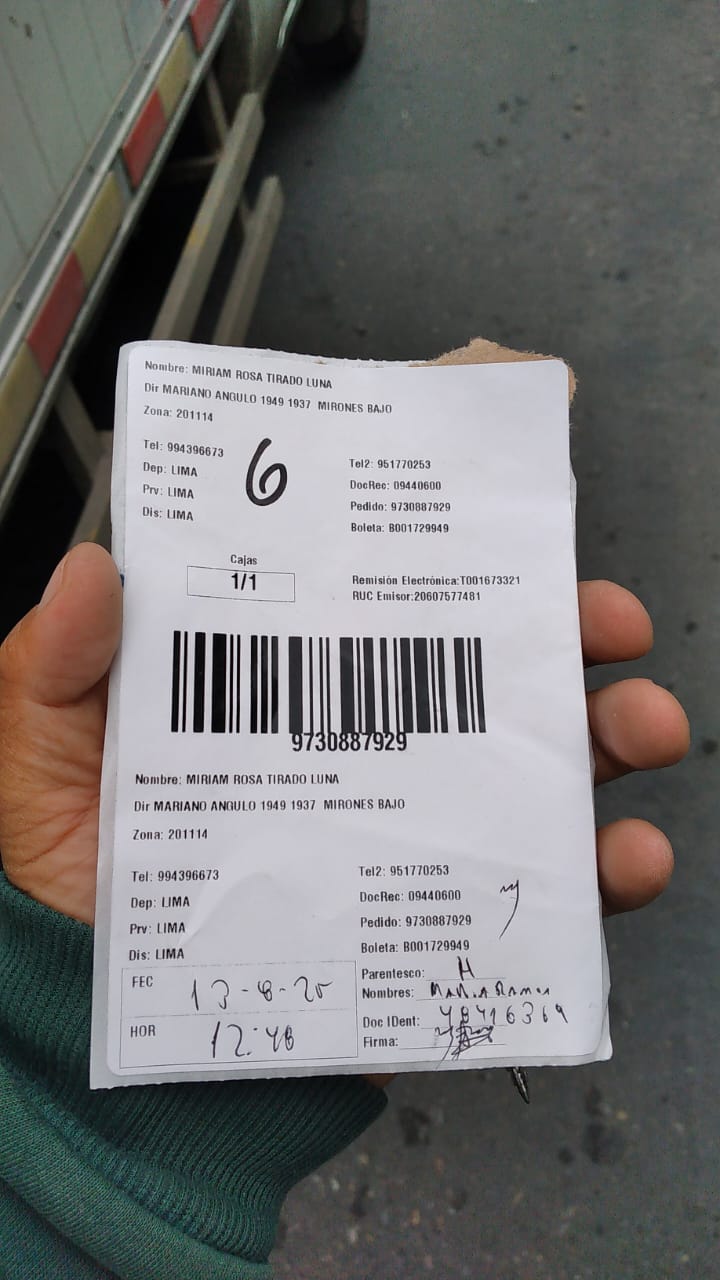 Nombre: MIRIAM ROSA TIRADO LUNA
Dir MARIANO ANGULO 1949 1937 MIRONES BAJO
Zona: 201114
Tel: 994396673
Dep: LIMA
Prv: LIMA
Dis: LIMA
6
Tel2: 951770253
DocRec: 09440600
Pedido: 9730887929
Boleta: B001729949
Cajas
1/1
Remisión Electrónica:T001673321
RUC Emisor:20607577481
9730887929
Nombre: MIRIAM ROSA TIRADO LUNA
Dir MARIANO ANGULO 1949 1937 MIRONES BAJO
Zona: 201114
Tel: 994396673
Dep: LIMA
Prv: LIMA
Dis: LIMA
Tel2: 951770253
DocRec: 09440600
Pedido: 9730887929
Boleta: B001729949
FEC 13-8-25
HOR 12:48
Parentesco: H
Nombres: MARIA RAMOS
Doc IDent: 48416369
Firma: